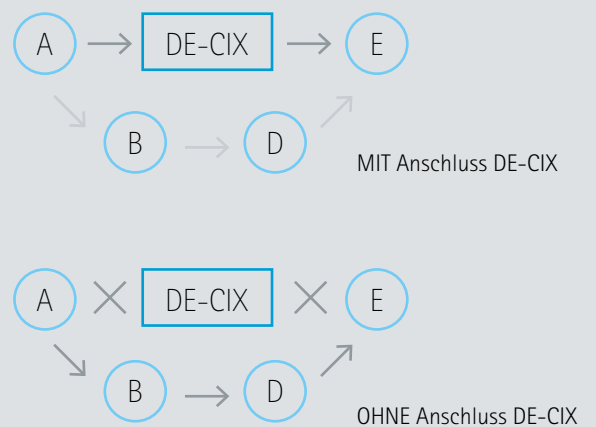 A DE-CIX E
B D
MIT Anschluss DE-CIX
A DE-CIX E
B D
OHNE Anschluss DE-CIX